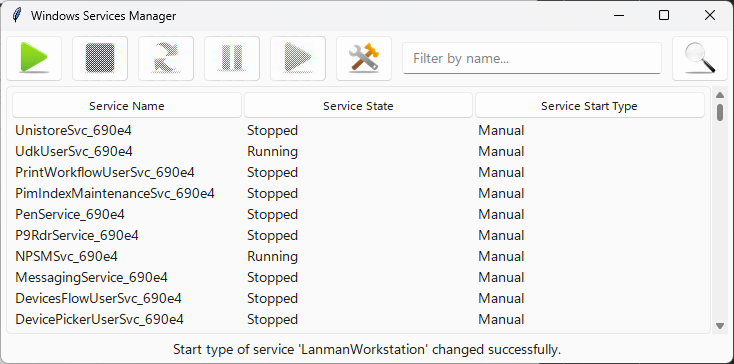 Windows Services Manager
Filter by name...
Service Name Service State Service Start Type
UnistoreSvc_690e4 Stopped Manual
UdkUserSvc_690e4 Running Manual
PrintWorkflowUserSvc_690e4 Stopped Manual
PimIndexMaintenanceSvc_690e4 Stopped Manual
PenService_690e4 Stopped Manual
P9RdrService_690e4 Stopped Manual
NPSMSvc_690e4 Running Manual
MessagingService_690e4 Stopped Manual
DevicesFlowUserSvc_690e4 Stopped Manual
DevicePickerUserSvc_690e4 Stopped Manual
Start type of service 'LanmanWorkstation' changed successfully.